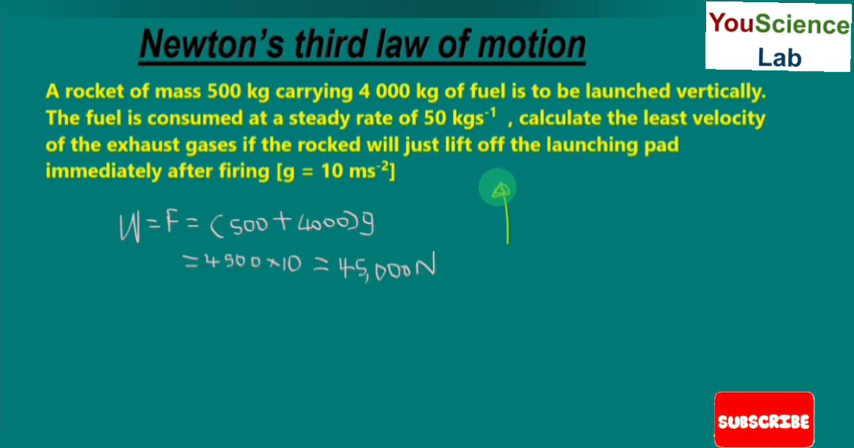 Newton's third law of motion
YouScience
Lab
A rocket of mass 500 kg carrying 4 000 kg of fuel is to be launched vertically.
The fuel is consumed at a steady rate of 50 kgs⁻¹ , calculate the least velocity
of the exhaust gases if the rocked will just lift off the launching pad
immediately after firing [g = 10 ms⁻²]
W = F = (500 + 4000)g
= 4500 × 10 = 45,000N
SUBSCRIBE